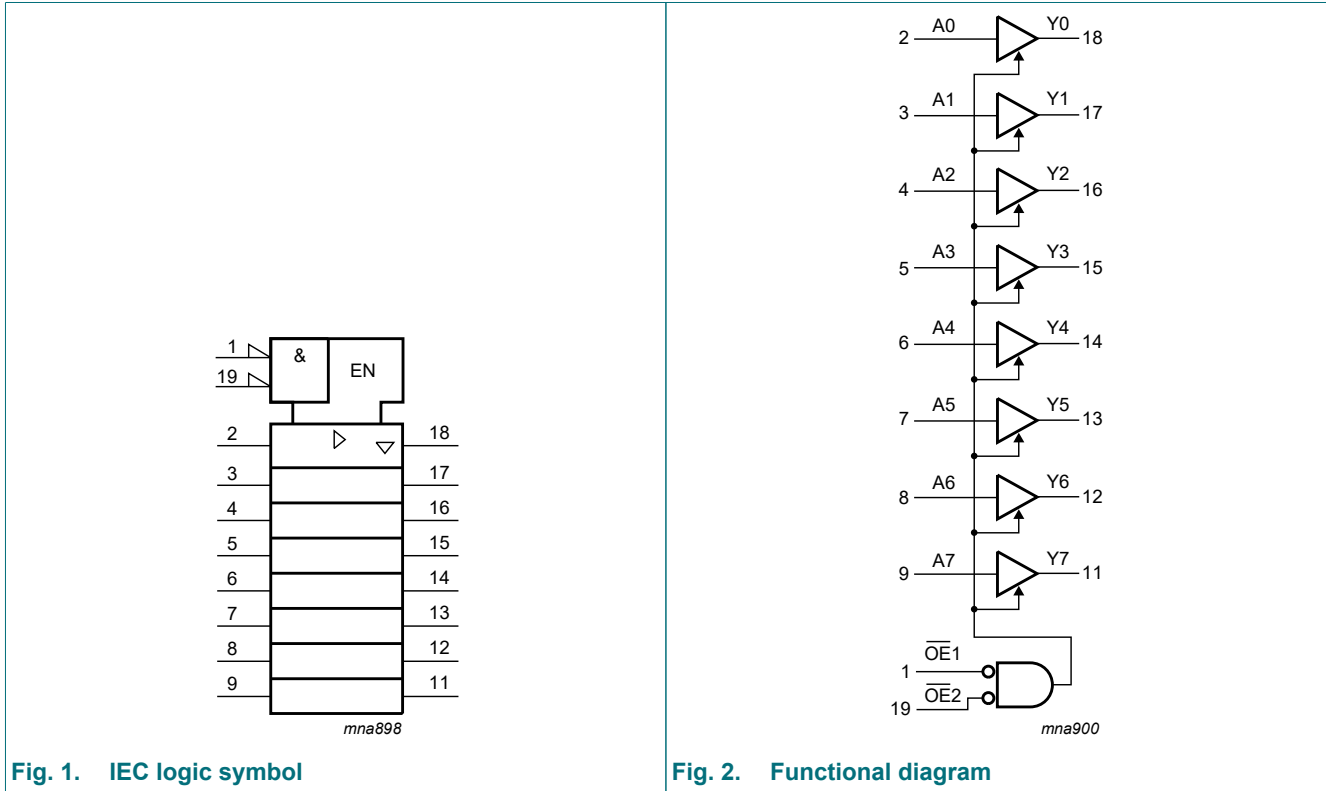 1
&
EN
19
2
18
3
17
4
16
5
15
6
14
7
13
8
12
9
11
mna898
Fig. 1. IEC logic symbol
2 A0 Y0 18
3 A1 Y1 17
4 A2 Y2 16
5 A3 Y3 15
6 A4 Y4 14
7 A5 Y5 13
8 A6 Y6 12
9 A7 Y7 11
1 O̅E̅1
19 O̅E̅2
mna900
Fig. 2. Functional diagram